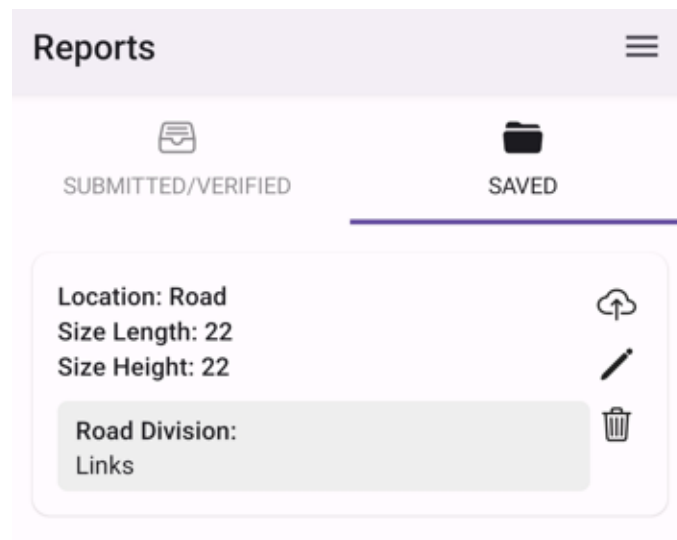 Reports
SUBMITTED/VERIFIED
SAVED
Location: Road
Size Length: 22
Size Height: 22
Road Division:
Links